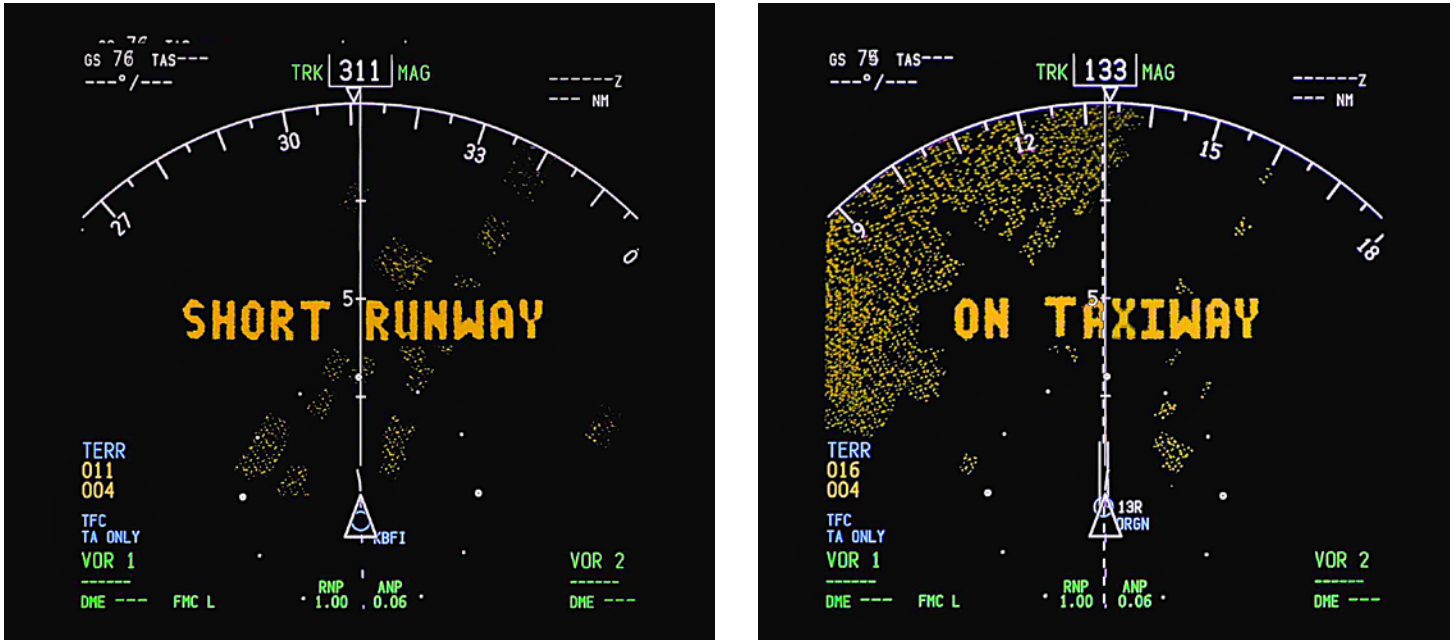 GS 76 TAS---
---°/---
TRK 311 MAG
------Z
--- NM
30
33
27
0
5
SHORT RUNWAY
TERR
011
004
TFC
TA ONLY
KBFI
VOR 1
------
DME ---
FMC L
RNP
1.00
ANP
0.06
VOR 2
------
DME ---
GS 75 TAS---
---°/---
TRK 133 MAG
------Z
--- NM
12
15
9
18
5
ON TAXIWAY
TERR
016
004
TFC
TA ONLY
13R
ORGN
VOR 1
------
DME ---
FMC L
RNP
1.00
ANP
0.06
VOR 2
------
DME ---